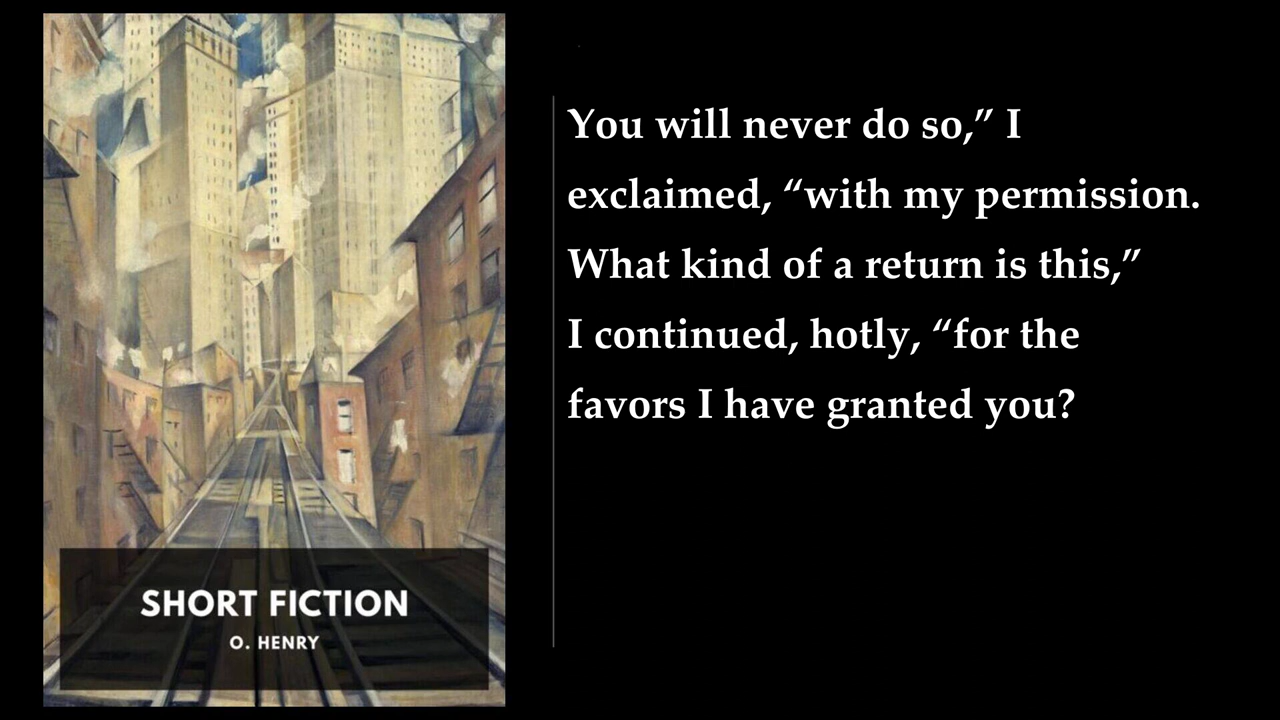 You will never do so,” I
exclaimed, “with my permission.
What kind of a return is this,”
I continued, hotly, “for the
favors I have granted you?
SHORT FICTION
O. HENRY